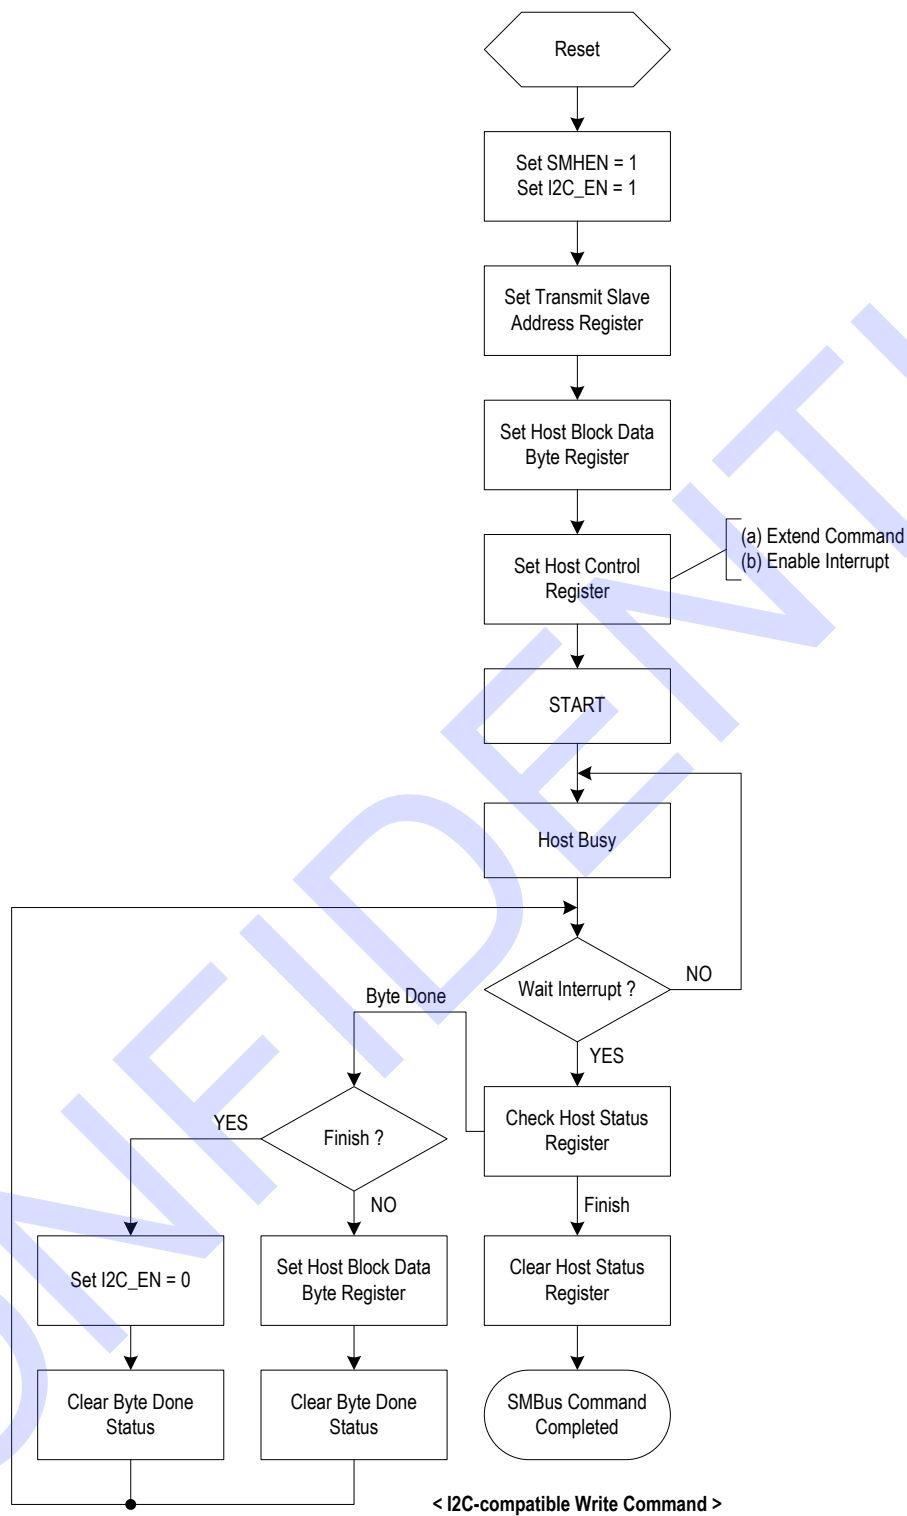 Reset
Set SMHEN = 1
Set I2C_EN = 1
Set Transmit Slave
Address Register
Set Host Block Data
Byte Register
Set Host Control
Register
(a) Extend Command
(b) Enable Interrupt
START
Host Busy
Wait Interrupt ?
NO
Byte Done
YES
Check Host Status
Register
YES
Finish ?
NO
Finish
Set I2C_EN = 0
Set Host Block Data
Byte Register
Clear Host Status
Register
Clear Byte Done
Status
Clear Byte Done
Status
SMBus Command
Completed
< I2C-compatible Write Command >
ONFIDENTI